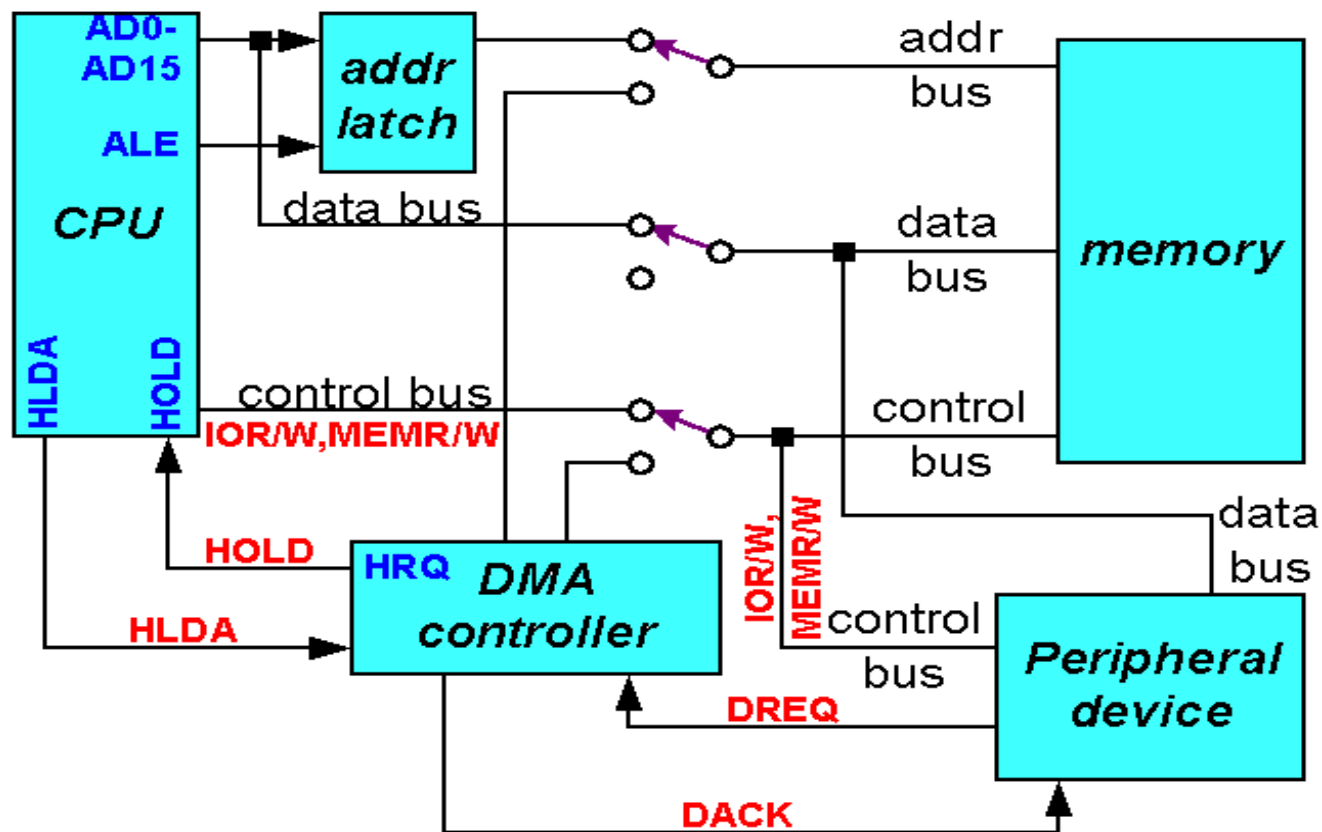 AD0-
AD15
ALE
CPU
HLDA
HOLD
addr
latch
addr
bus
data bus
data
bus
memory
control bus
IOR/W,MEMR/W
control
bus
HOLD
HLDA
HRQ
DMA
controller
IOR/W,
MEMR/W
control
bus
data
bus
Peripheral
device
DREQ
DACK